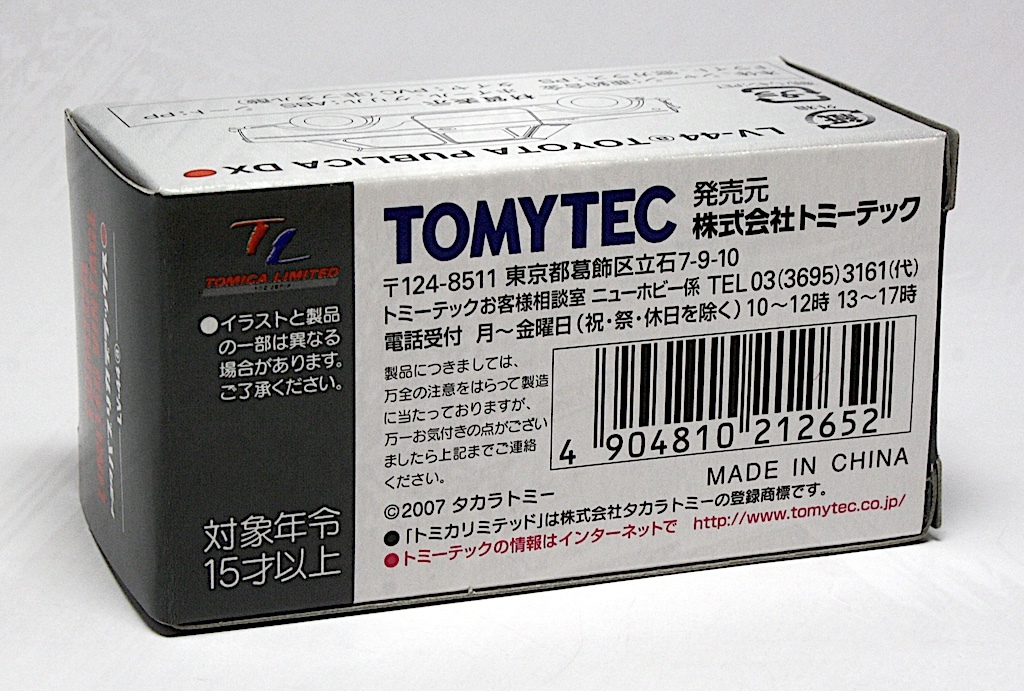 LV-44ⓐ TOYOTA PUBLICA DX
TOMICA LIMITED
●イラストと製品
の一部は異なる
場合があります。
ご了承ください。
対象年令
15才以上
TOMYTEC
発売元
株式会社トミーテック
〒124-8511 東京都葛飾区立石7-9-10
トミーテックお客様相談室 ニューホビー係 TEL 03(3695)3161(代)
電話受付 月～金曜日(祝・祭・休日を除く) 10～12時 13～17時
製品につきましては、
万全の注意をはらって製造
に当たっておりますが、
万一お気付きの点がござい
ましたら上記までご連絡
ください。
4 904810 212652
MADE IN CHINA
©2007 タカラトミー
●「トミカリミテッド」は株式会社タカラトミーの登録商標です。
●トミーテックの情報はインターネットで http://www.tomytec.co.jp/